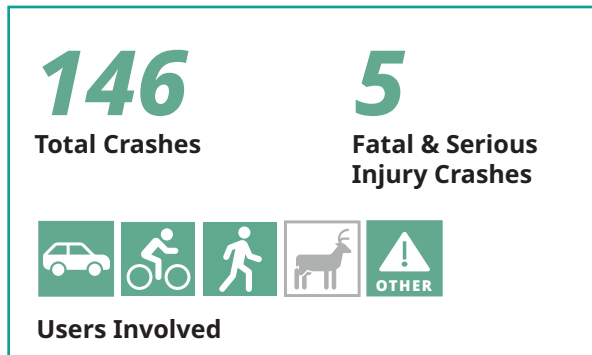 146
5
Total Crashes
Fatal & Serious
Injury Crashes
OTHER
Users Involved